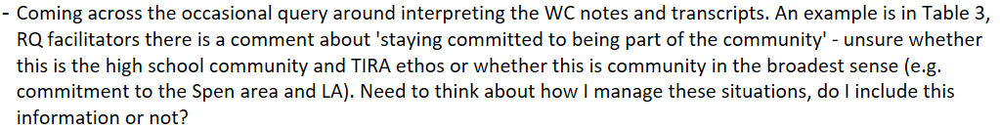 - Coming across the occasional query around interpreting the WC notes and transcripts. An example is in Table 3,
RQ facilitators there is a comment about 'staying committed to being part of the community' - unsure whether
this is the high school community and TIRA ethos or whether this is community in the broadest sense (e.g.
commitment to the Spen area and LA). Need to think about how I manage these situations, do I include this
information or not?